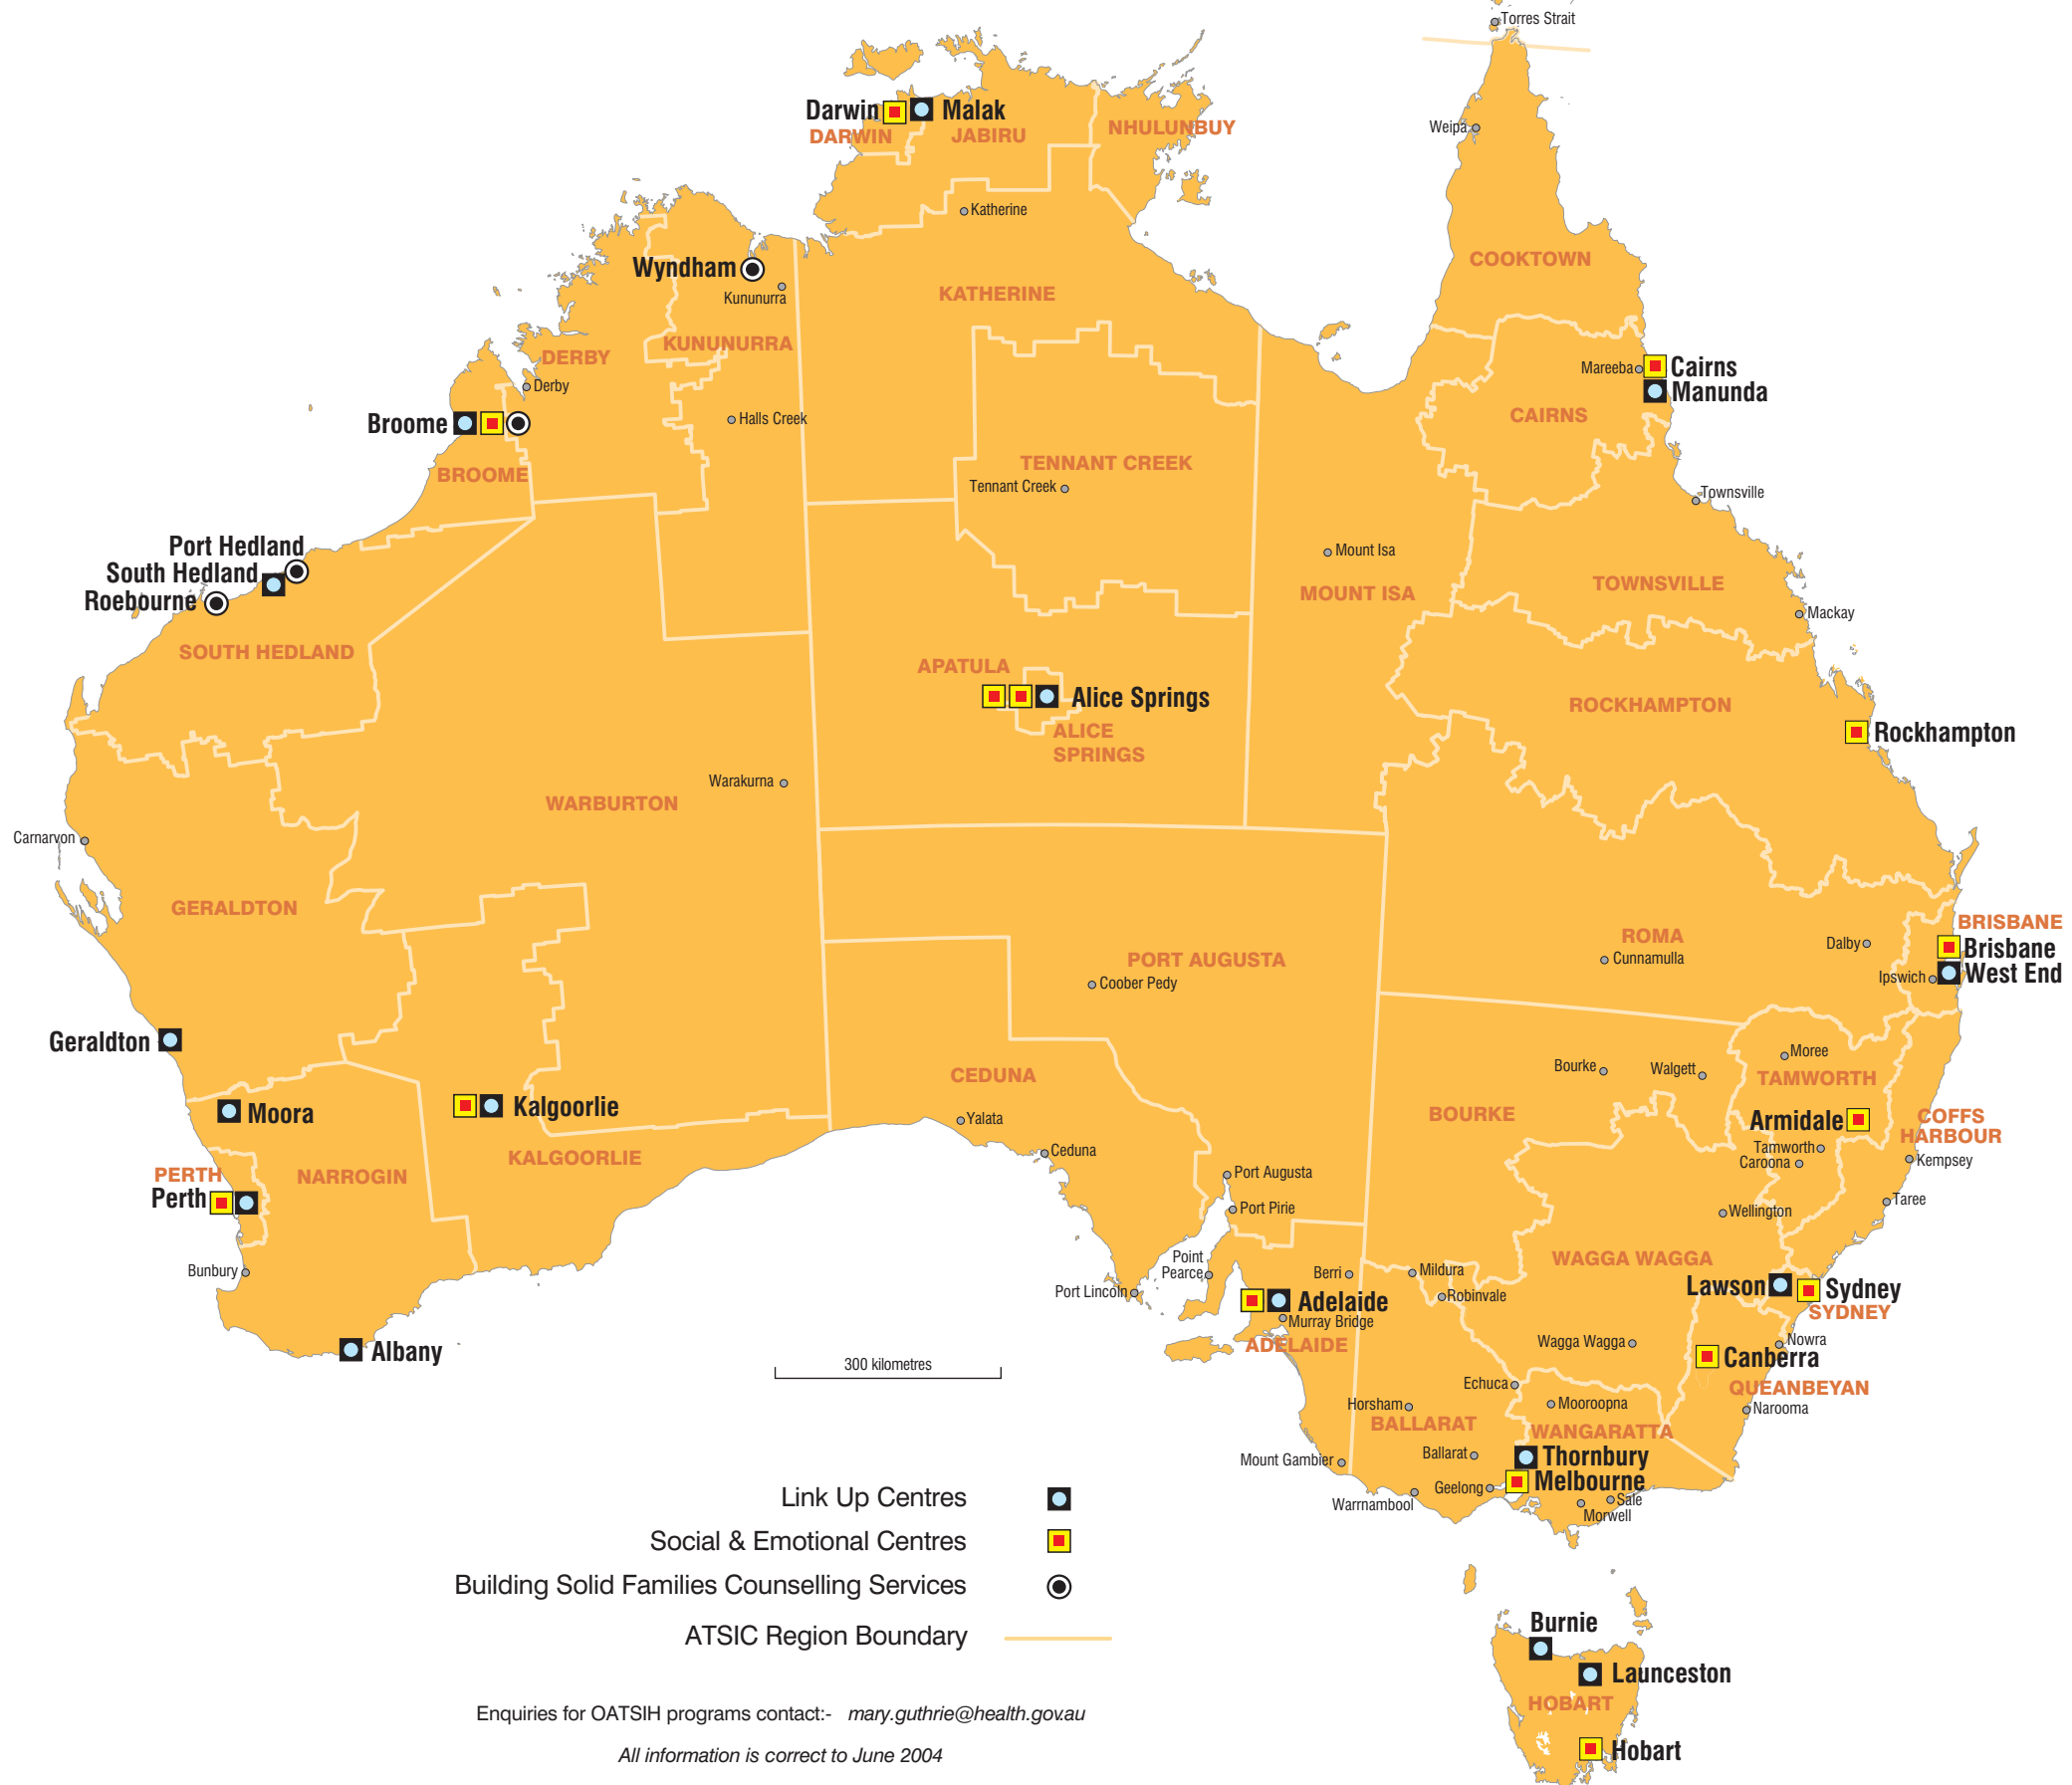 Torres Strait
Darwin
Malak
DARWIN
JABIRU
NHULUNBUY
Weipa
Katherine
COOKTOWN
Wyndham
Kununurra
KATHERINE
DERBY
KUNUNURRA
Derby
Mareeba
Cairns
Manunda
Broome
Halls Creek
CAIRNS
BROOME
TENNANT CREEK
Tennant Creek
Townsville
Port Hedland
South Hedland
Roebourne
Mount Isa
MOUNT ISA
TOWNSVILLE
Mackay
SOUTH HEDLAND
APATULA
Alice Springs
ALICE
SPRINGS
ROCKHAMPTON
Rockhampton
Warakurna
WARBURTON
Carnarvon
GERALDTON
BRISBANE
ROMA
Dalby
Brisbane
PORT AUGUSTA
Cunnamulla
Ipswich
West End
Coober Pedy
Geraldton
Moree
Bourke
Walgett
CEDUNA
TAMWORTH
Moora
Kalgoorlie
BOURKE
Armidale
COFFS
HARBOUR
Yalata
Tamworth
Caroona
Kempsey
Ceduna
KALGOORLIE
PERTH
NARROGIN
Port Augusta
Perth
Taree
Port Pirie
Wellington
Point
Pearce
WAGGA WAGGA
Bunbury
Berri
Mildura
Port Lincoln
Robinvale
Lawson
Sydney
SYDNEY
Adelaide
Murray Bridge
ADELAIDE
Wagga Wagga
Nowra
Albany
300 kilometres
Canberra
Echuca
QUEANBEYAN
Horsham
Mooroopna
Narooma
BALLARAT
WANGARATTA
Mount Gambier
Ballarat
Thornbury
Melbourne
Geelong
Warrnambool
Sale
Morwell
Link Up Centres
Social & Emotional Centres
Building Solid Families Counselling Services
ATSIC Region Boundary
Burnie
Launceston
HOBART
Hobart
Enquiries for OATSIH programs contact:- mary.guthrie@health.gov.au
All information is correct to June 2004